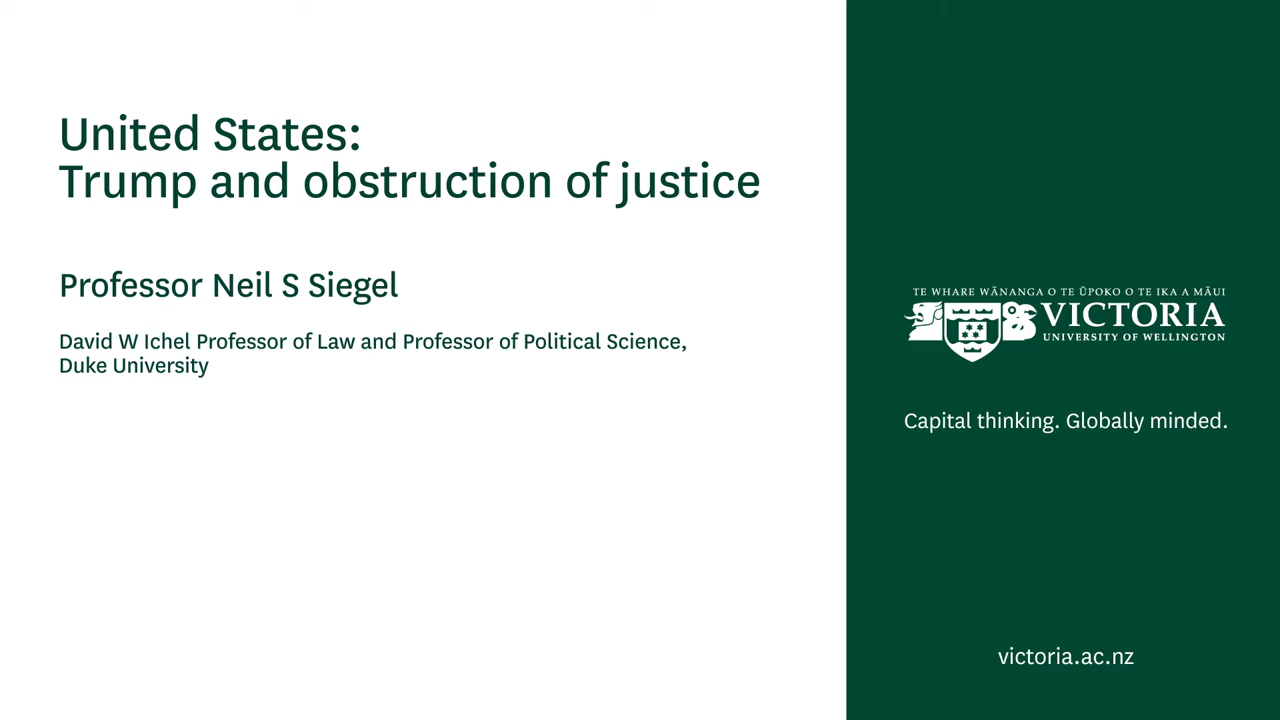 United States:
Trump and obstruction of justice
Professor Neil S Siegel
David W Ichel Professor of Law and Professor of Political Science,
Duke University
TE WHARE WĀNANGA O TE ŪPOKO O TE IKA A MĀUI
VICTORIA
UNIVERSITY OF WELLINGTON
Capital thinking. Globally minded.
victoria.ac.nz